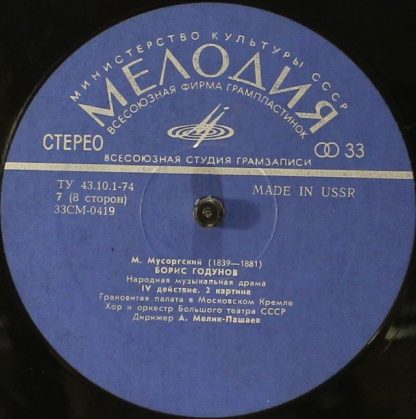 МИНИСТЕРСТВО КУЛЬТУРЫ СССР
МЕЛОДИЯ
ВСЕСОЮЗНАЯ ФИРМА ГРАМПЛАСТИНОК
СТЕРЕО
33
ВСЕСОЮЗНАЯ СТУДИЯ ГРАМЗАПИСИ
ТУ 43.10.1-74
MADE IN USSR
7 (8 сторон)
33СМ-0419
М. Мусоргский (1839—1881)
БОРИС ГОДУНОВ
Народная музыкальная драма
IV действие. 2 картина
Грановитая палата в Московском Кремле
Хор и оркестр Большого театра СССР
Дирижер А. Мелик-Пашаев